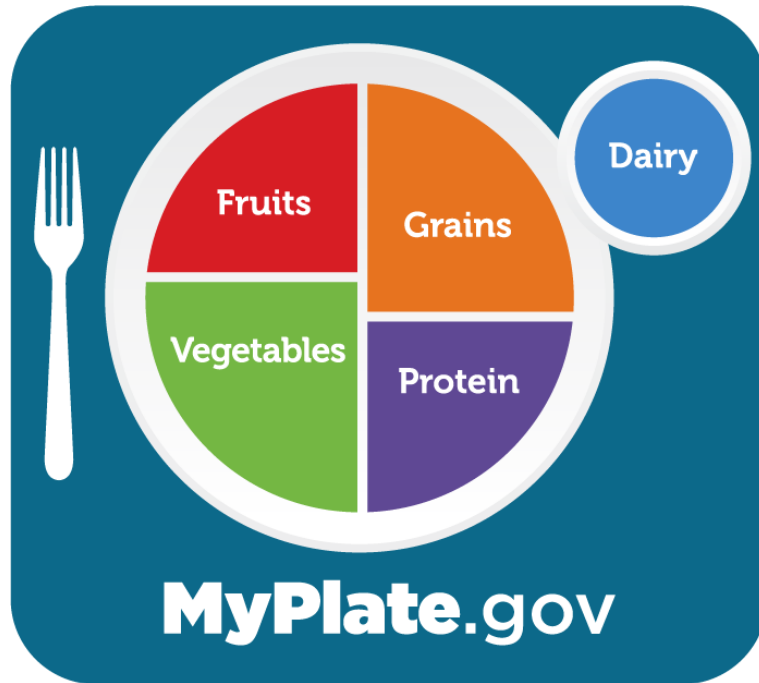 Fruits
Grains
Dairy
Vegetables
Protein
MyPlate.gov